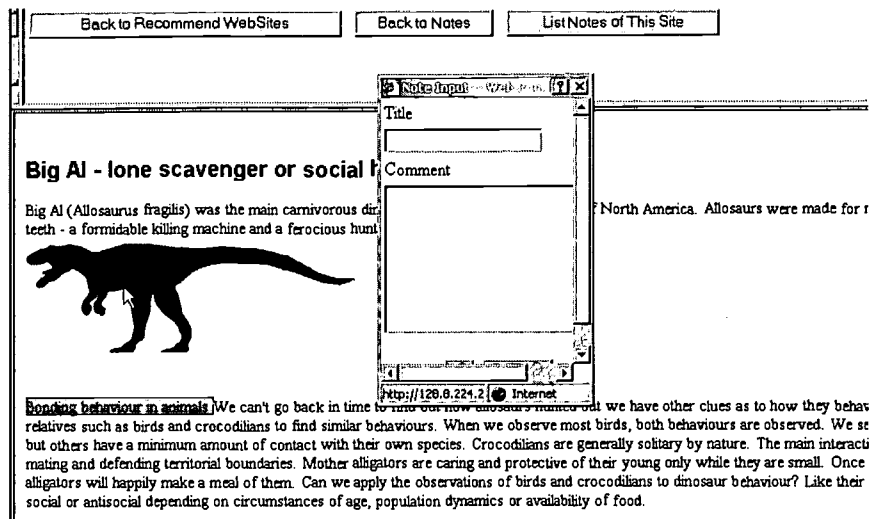 Back to Recommend WebSites
Back to Notes
List Notes of This Site
Note Input
Title
Comment
http://128.8.224.2
Internet
Big Al - lone scavenger or social h
Big Al (Allosaurus fragilis) was the main carnivorous din
f North America. Allosaurs were made for r
teeth - a formidable killing machine and a ferocious hunt
Bonding behaviour in animals We can't go back in time to find out how allosaurs hunted but we have other clues as to how they behav
relatives such as birds and crocodilians to find similar behaviours. When we observe most birds, both behaviours are observed. We se
but others have a minimum amount of contact with their own species. Crocodilians are generally solitary by nature. The main interacti
mating and defending territorial boundaries. Mother alligators are caring and protective of their young only while they are small. Once
alligators will happily make a meal of them. Can we apply the observations of birds and crocodilians to dinosaur behaviour? Like their
social or antisocial depending on circumstances of age, population dynamics or availability of food.